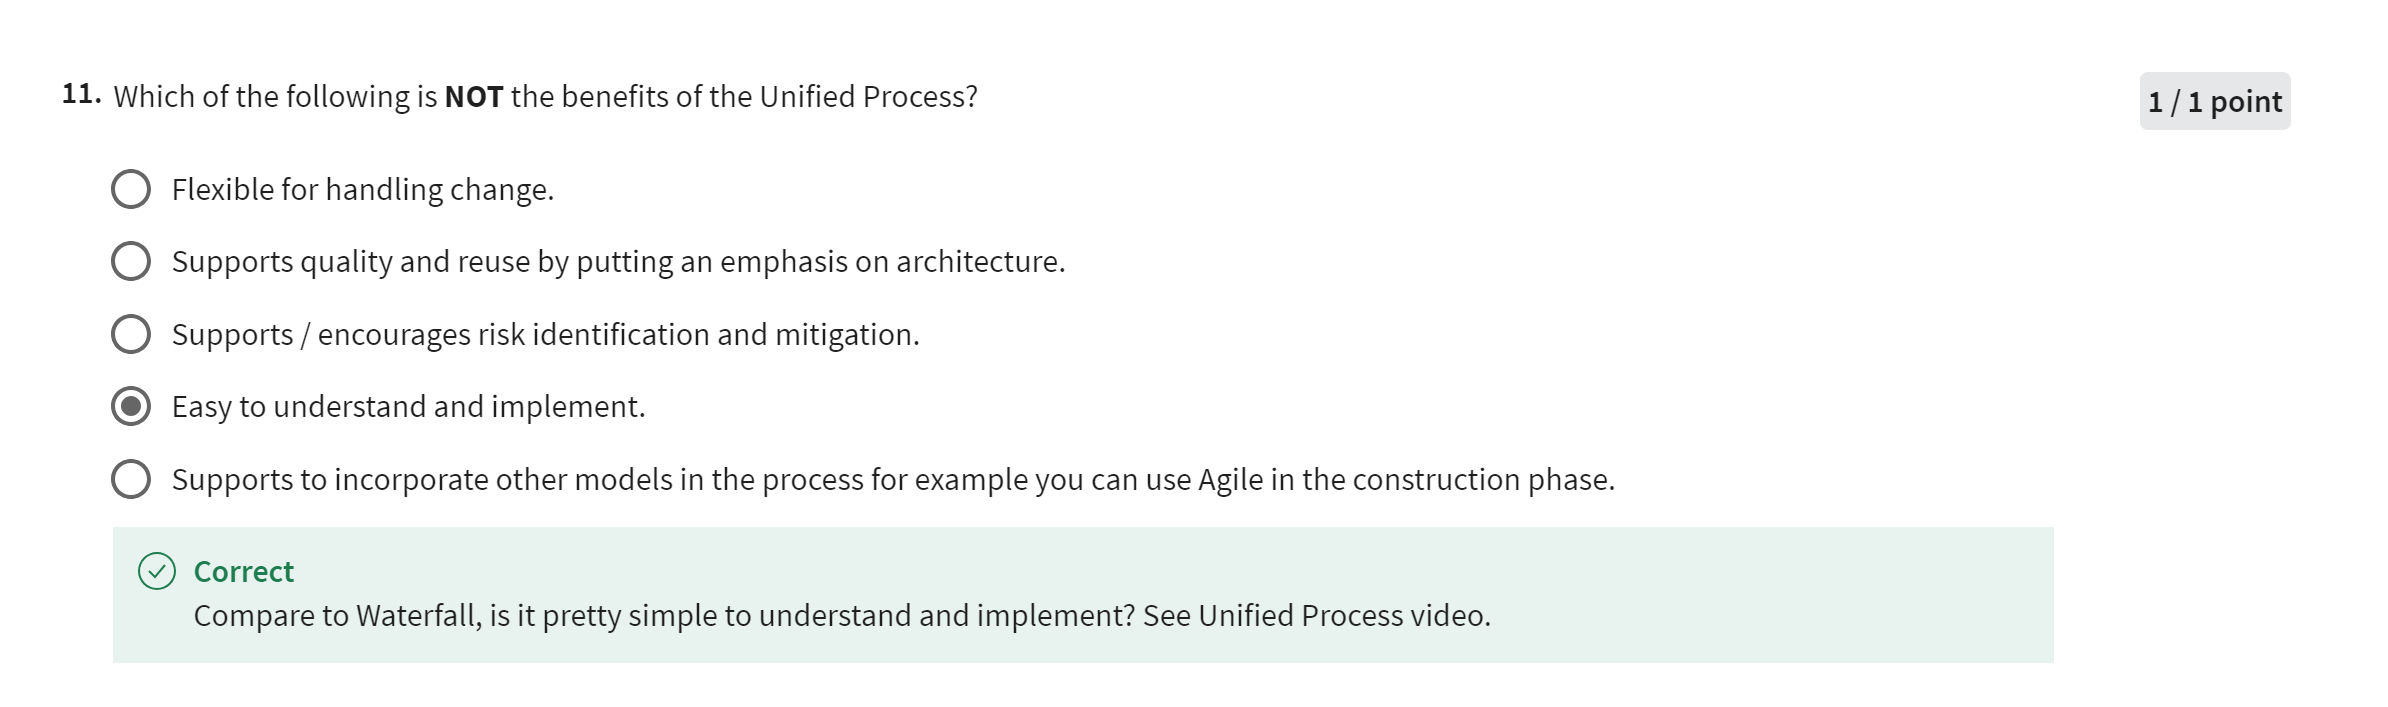 11. Which of the following is NOT the benefits of the Unified Process?
1 / 1 point
Flexible for handling change.
Supports quality and reuse by putting an emphasis on architecture.
Supports / encourages risk identification and mitigation.
Easy to understand and implement.
Supports to incorporate other models in the process for example you can use Agile in the construction phase.
Correct
Compare to Waterfall, is it pretty simple to understand and implement? See Unified Process video.